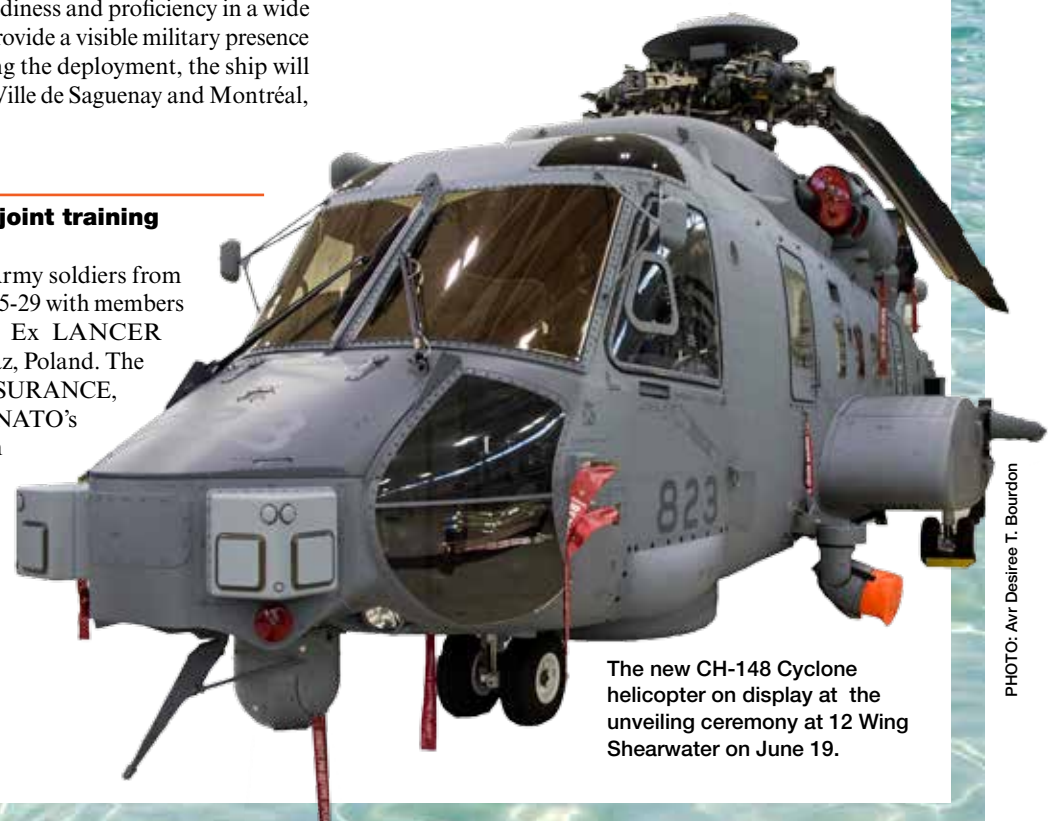 diness and proficiency in a wide
rovide a visible military presence
ng the deployment, the ship will
Ville de Saguenay and Montréal,
joint training
Army soldiers from
5-29 with members
Ex LANCER
az, Poland. The
SURANCE,
NATO's
823
The new CH-148 Cyclone
helicopter on display at the
unveiling ceremony at 12 Wing
Shearwater on June 19.
PHOTO: Avr Desiree T. Bourdon